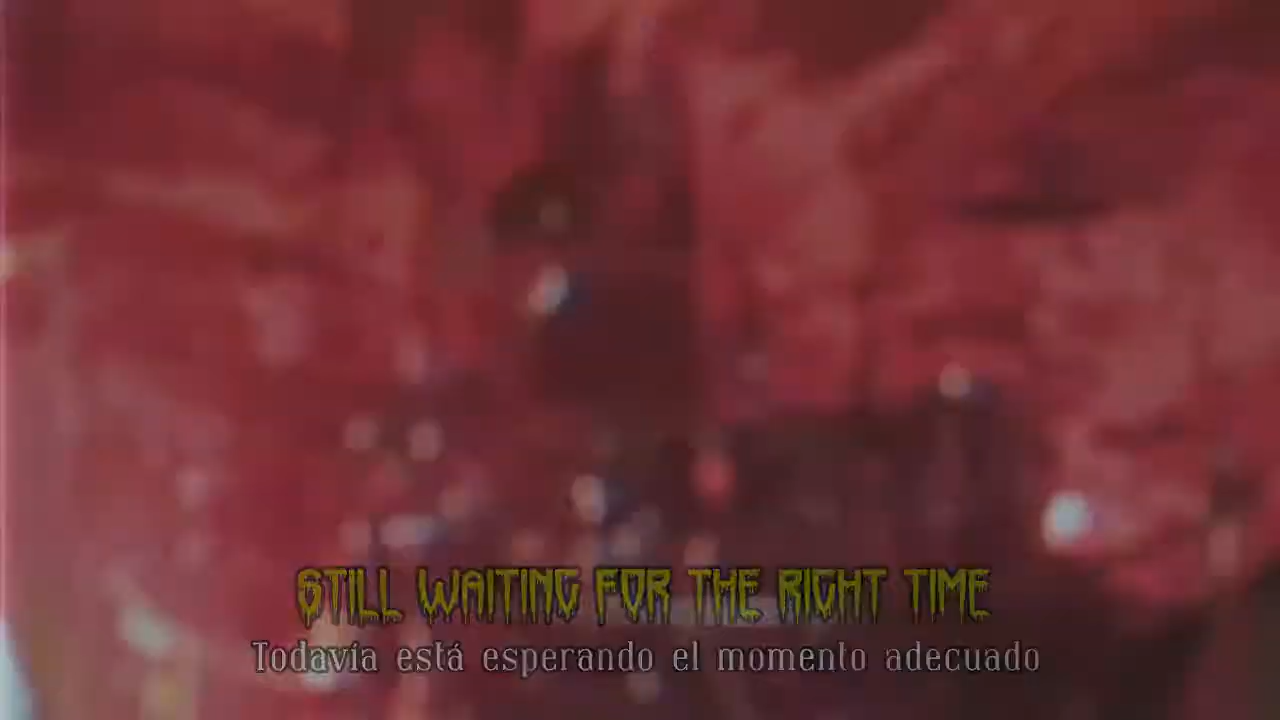 STILL WAITING FOR THE RIGHT TIME
Todavía está esperando el momento adecuado